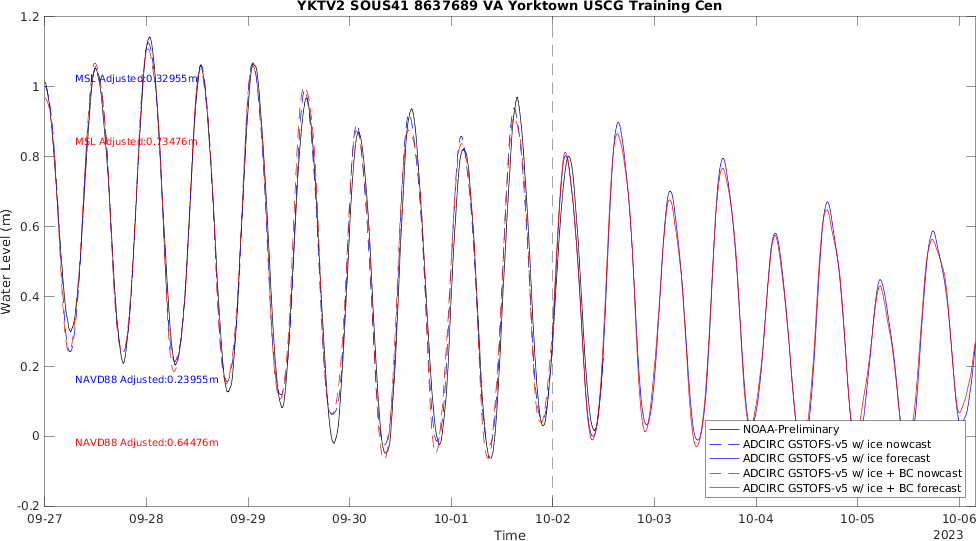 YKTV2 SOUS41 8637689 VA Yorktown USCG Training Cen
1.2
1
0.8
0.6
0.4
0.2
0
-0.2
Water Level (m)
MSL Adjusted:0.32955m
MSL Adjusted:0.73476m
NAVD88 Adjusted:0.23955m
NAVD88 Adjusted:0.64476m
NOAA-Preliminary
ADCIRC GSTOFS-v5 w/ ice nowcast
ADCIRC GSTOFS-v5 w/ ice forecast
ADCIRC GSTOFS-v5 w/ ice + BC nowcast
ADCIRC GSTOFS-v5 w/ ice + BC forecast
09-27 09-28 09-29 09-30 10-01 10-02 10-03 10-04 10-05 10-06
Time
2023